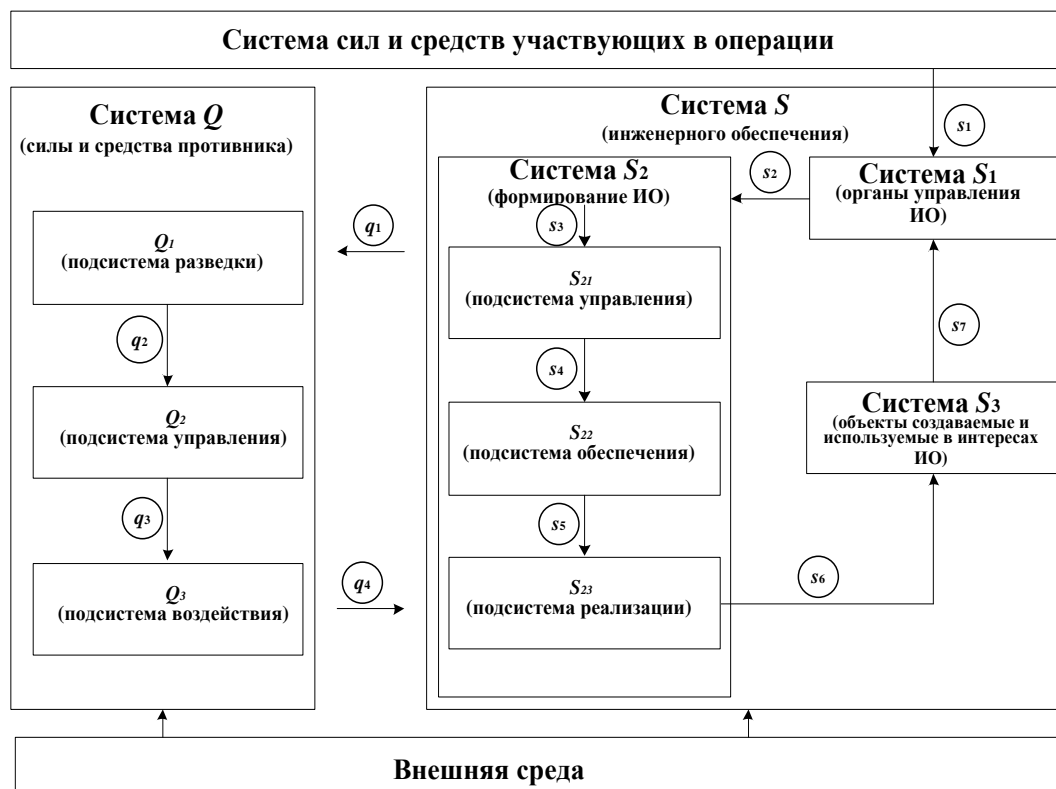 Система сил и средств участвующих в операции
Система Q
(силы и средства противника)
Q1
(подсистема разведки)
q2
Q2
(подсистема управления)
q3
Q3
(подсистема воздействия)
q1
q4
Система S
(инженерного обеспечения)
Система S2
(формирование ИО)
s3
S21
(подсистема управления)
s4
S22
(подсистема обеспечения)
s5
S23
(подсистема реализации)
s2
s1
Система S1
(органы управления
ИО)
s7
Система S3
(объекты создаваемые и
используемые в интересах
ИО)
s6
Внешняя среда